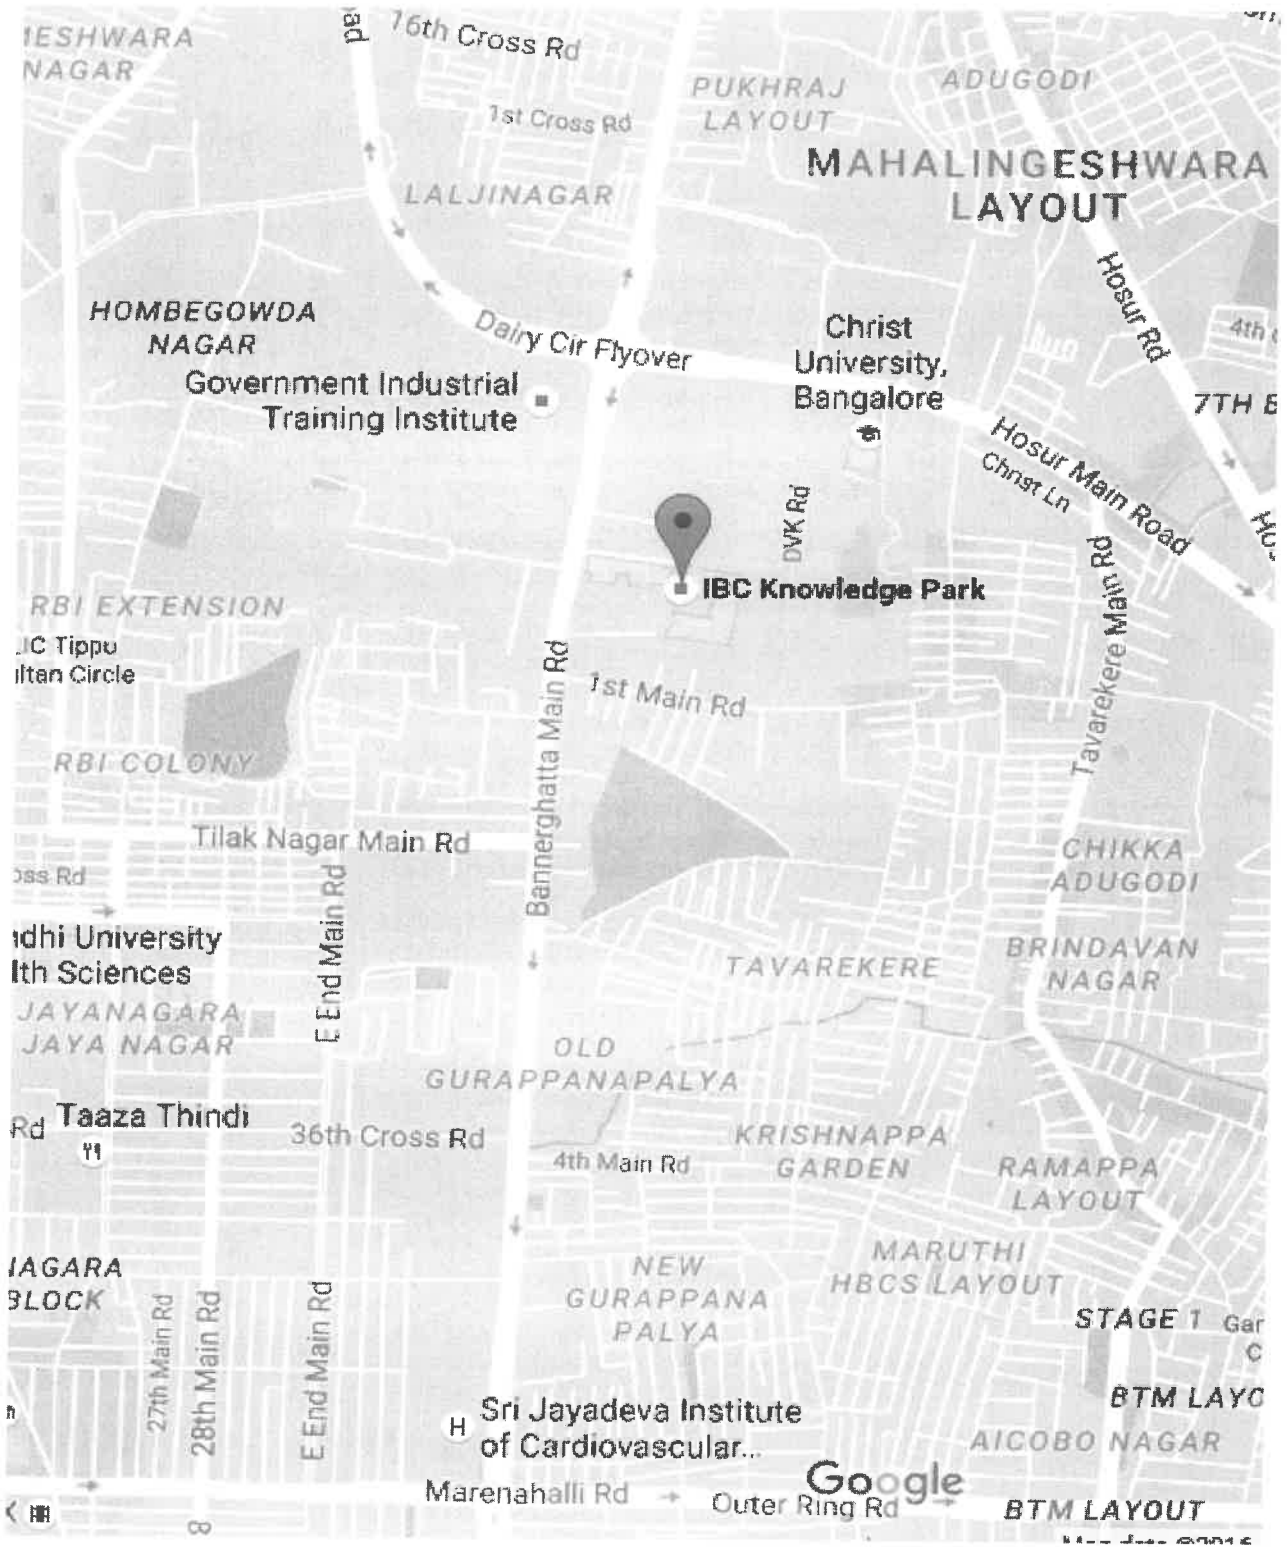 16th Cross Rd
NAGAR
1st Cross Rd
PUKHRAJ
LAYOUT
ADUGODI
MAHALINGESHWARA
LAYOUT
LALJINAGAR
HOMBEGOWDA
NAGAR
Dairy Cir Flyover
Government Industrial
Training Institute
Christ
University,
Bangalore
Hosur Rd
4th
7TH B
Hosur Main Road
Christ Ln
DVK Rd
IBC Knowledge Park
Tavarekere Main Rd
RBI EXTENSION
Tippu
Circle
1st Main Rd
Bannerghatta Main Rd
RBI COLONY
Tilak Nagar Main Rd
CHIKKA
ADUGODI
Rd
E End Main Rd
University
Sciences
BRINDAVAN
NAGAR
TAVAREKERE
JAYANAGARA
JAYA NAGAR
OLD
GURAPPANAPALYA
Rd
Taaza Thindi
36th Cross Rd
4th Main Rd
KRISHNAPPA
GARDEN
RAMAPPA
LAYOUT
MARUTHI
HBCS LAYOUT
NEW
GURAPPANA
PALYA
BLOCK
27th Main Rd
28th Main Rd
E End Main Rd
STAGE 1
Gar
C
BTM LAYO
H
Sri Jayadeva Institute
of Cardiovascular...
AICOBO NAGAR
Google
Marenahalli Rd
Outer Ring Rd
BTM LAYOUT